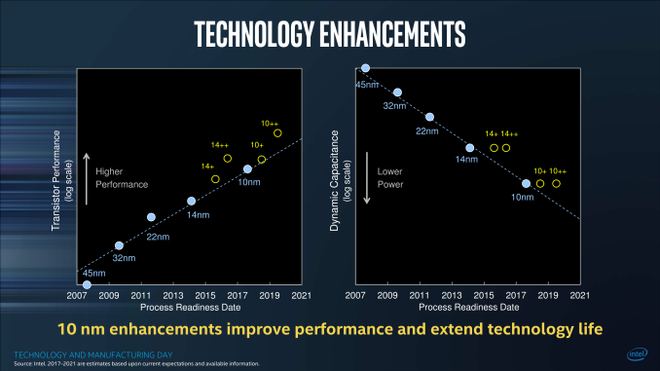 TECHNOLOGY ENHANCEMENTS
Transistor Performance
(log scale)
Higher
Performance
45nm
32nm
22nm
14nm
14+
14++
10nm
10+
10++
2007 2009 2011 2013 2015 2017 2019 2021
Process Readiness Date
Dynamic Capacitance
(log scale)
Lower
Power
45nm
32nm
22nm
14nm
14+ 14++
10nm
10+ 10++
2007 2009 2011 2013 2015 2017 2019 2021
Process Readiness Date
10 nm enhancements improve performance and extend technology life
TECHNOLOGY AND MANUFACTURING DAY
Source: Intel. 2017-2021 are estimates based upon current expectations and available information.
intel